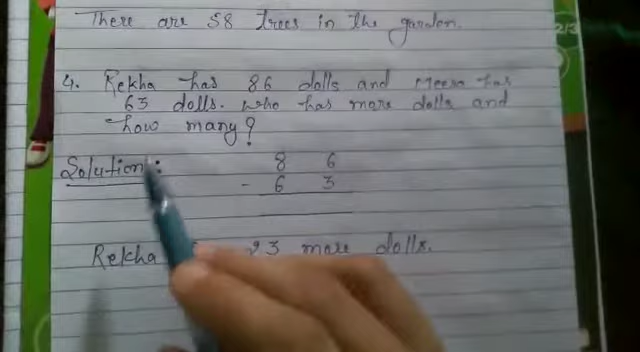 There are 58 trees in the garden.
4. Rekha has 86 dolls and Meera has
63 dolls. who has more dolls and
how many?
Solution:
8 6
- 6 3
Rekha 23 more dolls.